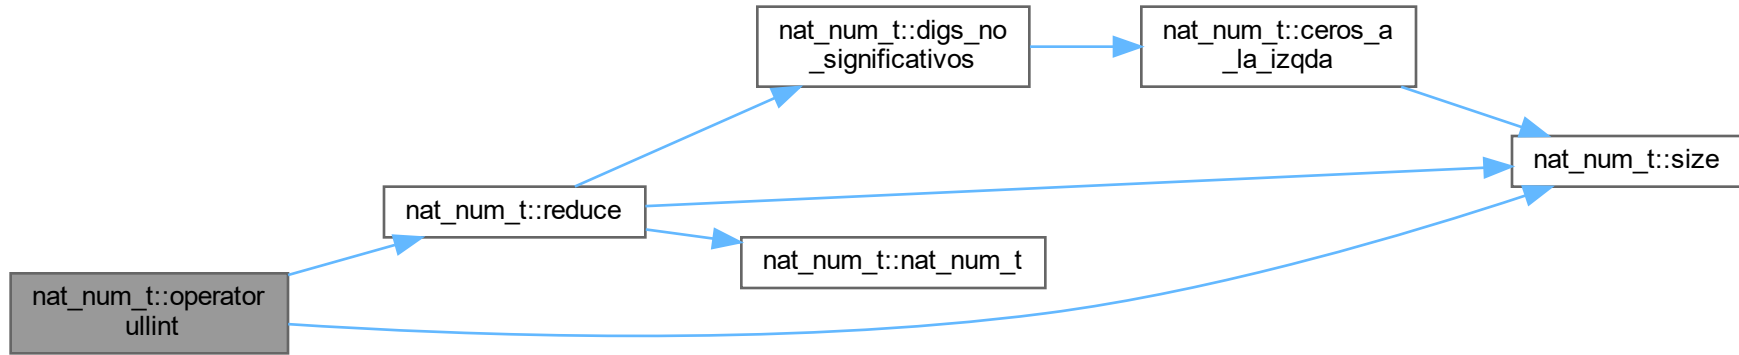 nat_num_t::digs_no
_significativos
nat_num_t::ceros_a
_la_izqda
nat_num_t::size
nat_num_t::reduce
nat_num_t::nat_num_t
nat_num_t::operator
ullint